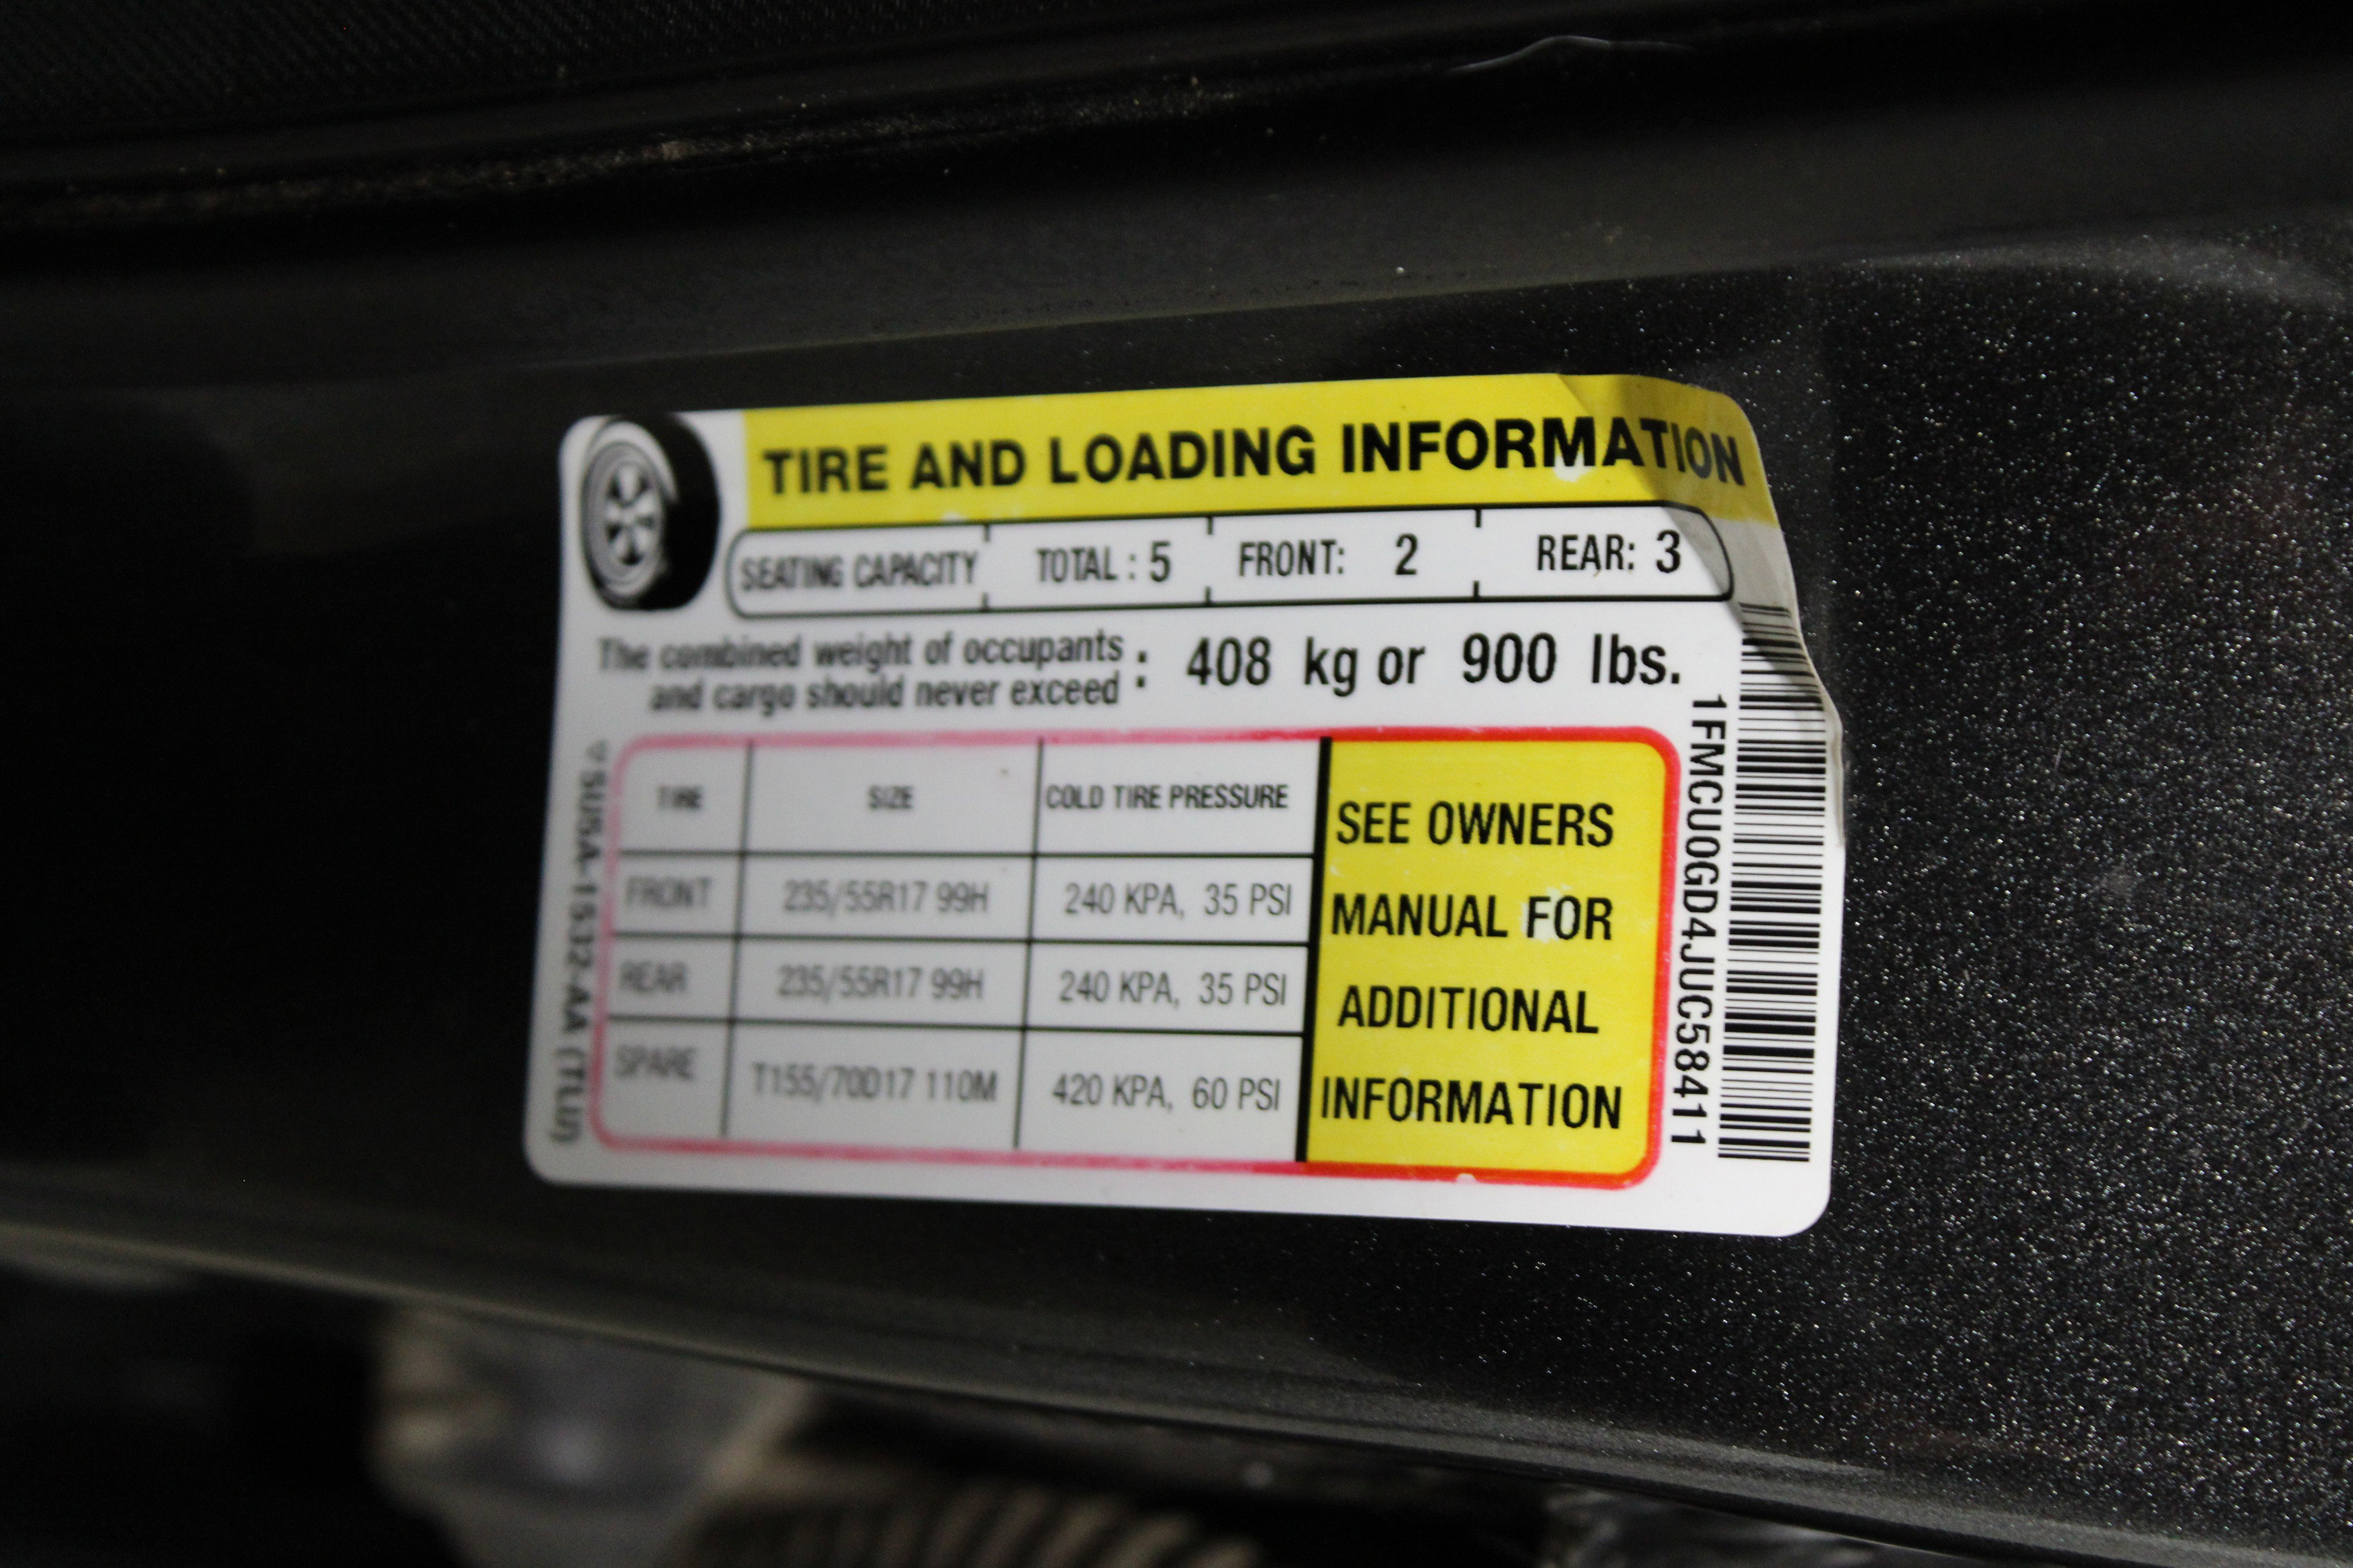 TIRE AND LOADING INFORMATION
SEATING CAPACITY TOTAL : 5 FRONT: 2 REAR: 3
The combined weight of occupants
and cargo should never exceed : 408 kg or 900 lbs.
TIRE SIZE COLD TIRE PRESSURE
FRONT 235/55R17 99H 240 KPA, 35 PSI
REAR 235/55R17 99H 240 KPA, 35 PSI
SPARE T155/70D17 110M 420 KPA, 60 PSI
SEE OWNERS
MANUAL FOR
ADDITIONAL
INFORMATION
1FMCU0GD4JUC58411